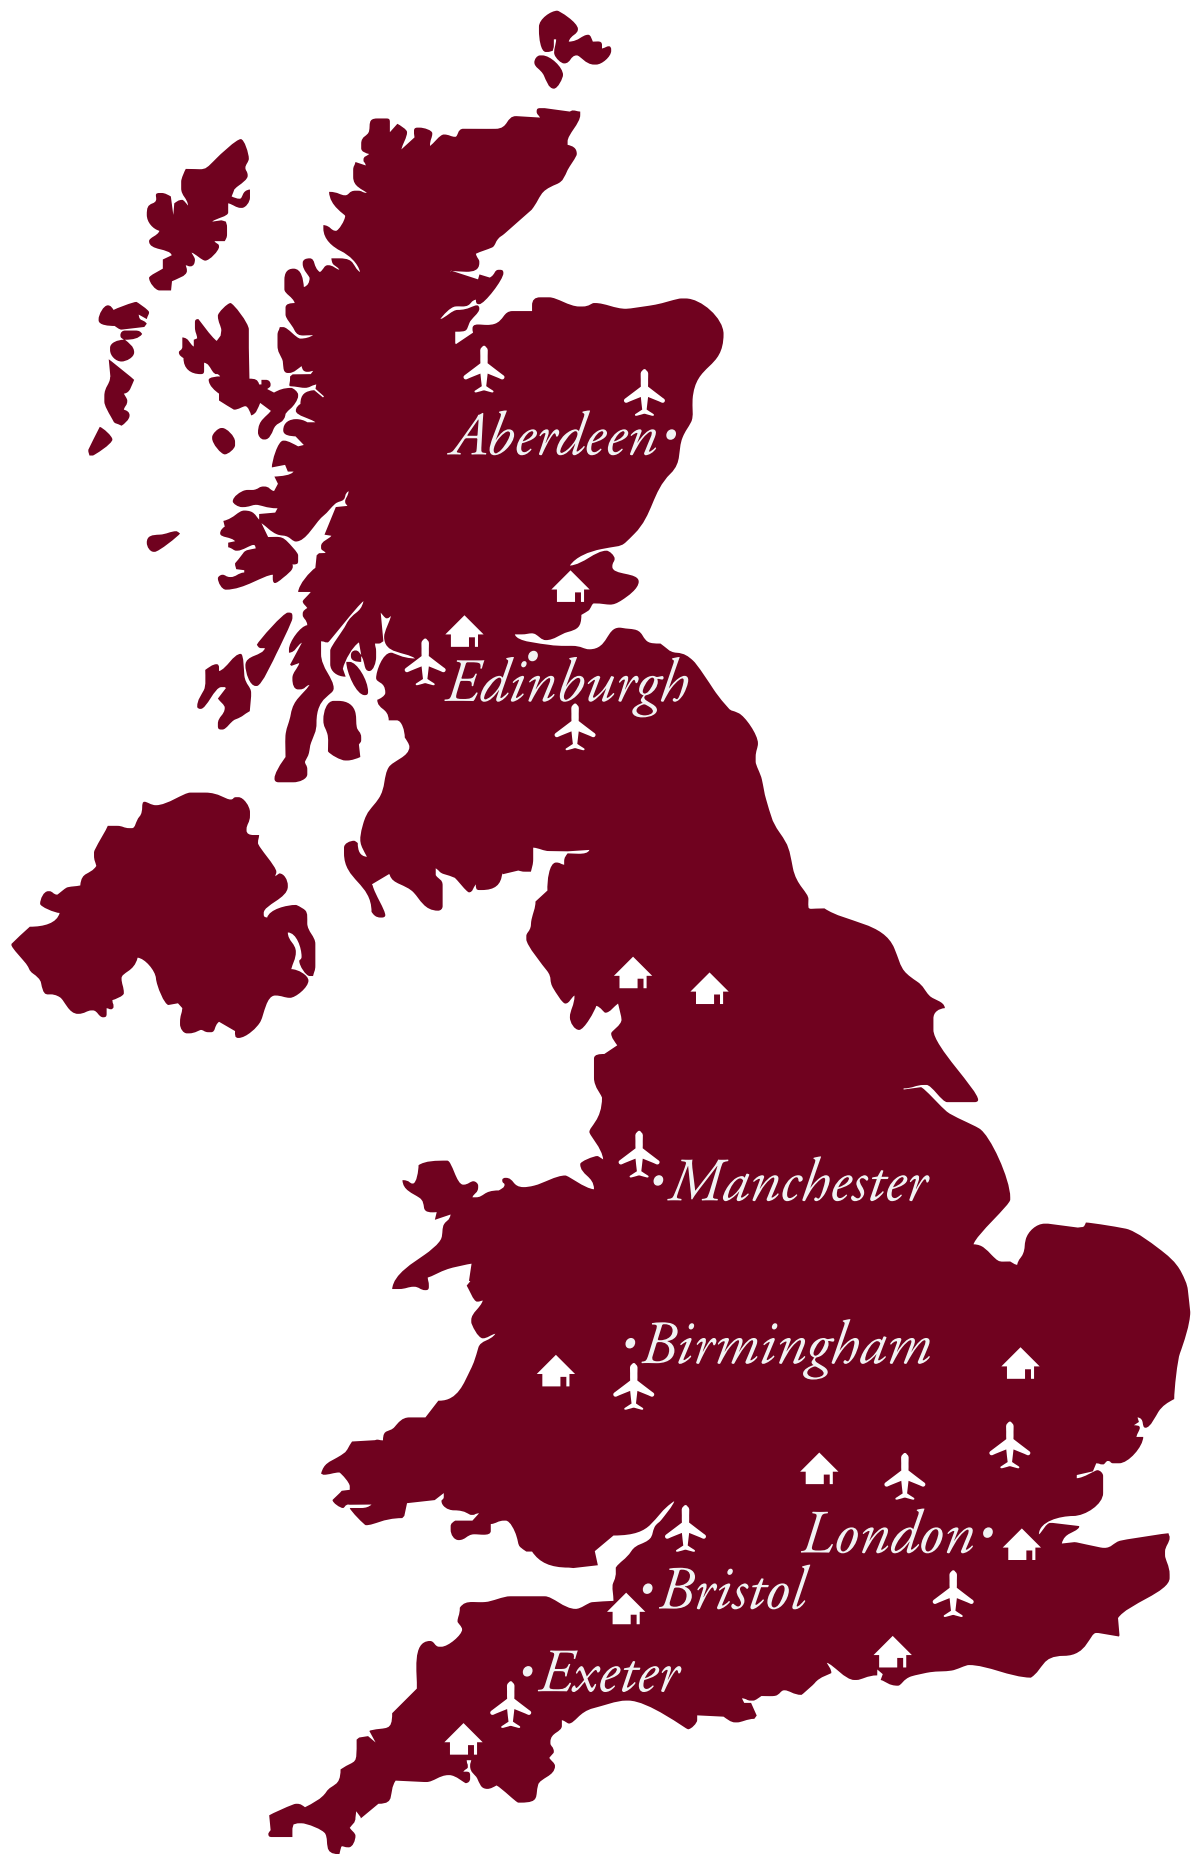 Aberdeen
Edinburgh
Manchester
Birmingham
London
Bristol
Exeter